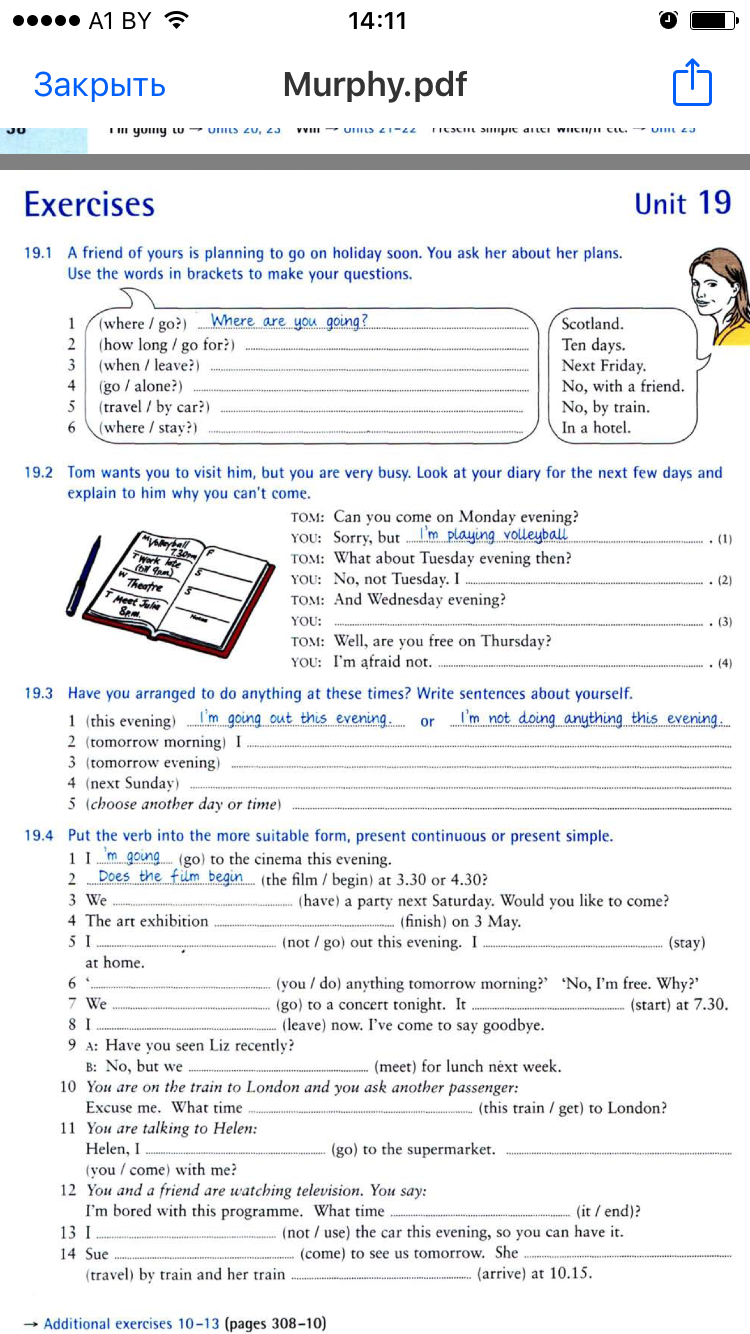 A1 BY 14:11
Закрыть Murphy.pdf
I'm going to → Units 20, 23 Will → Units 21–22 Present simple after when/if etc. → Unit 25
Exercises Unit 19
19.1 A friend of yours is planning to go on holiday soon. You ask her about her plans.
Use the words in brackets to make your questions.
1 (where / go?) Where are you going? Scotland.
2 (how long / go for?) Ten days.
3 (when / leave?) Next Friday.
4 (go / alone?) No, with a friend.
5 (travel / by car?) No, by train.
6 (where / stay?) In a hotel.
19.2 Tom wants you to visit him, but you are very busy. Look at your diary for the next few days and
explain to him why you can't come.
M Volleyball
7.30pm
T Work late
(till 9pm)
W Theatre
T Meet Julia
8pm
F
S
S
Notes
TOM: Can you come on Monday evening?
YOU: Sorry, but I'm playing volleyball . (1)
TOM: What about Tuesday evening then?
YOU: No, not Tuesday. I . (2)
TOM: And Wednesday evening?
YOU: . (3)
TOM: Well, are you free on Thursday?
YOU: I'm afraid not. . (4)
19.3 Have you arranged to do anything at these times? Write sentences about yourself.
1 (this evening) I'm going out this evening. or I'm not doing anything this evening.
2 (tomorrow morning) I
3 (tomorrow evening)
4 (next Sunday)
5 (choose another day or time)
19.4 Put the verb into the more suitable form, present continuous or present simple.
1 I 'm going (go) to the cinema this evening.
2 Does the film begin (the film / begin) at 3.30 or 4.30?
3 We (have) a party next Saturday. Would you like to come?
4 The art exhibition (finish) on 3 May.
5 I (not / go) out this evening. I (stay)
at home.
6 ' (you / do) anything tomorrow morning?' 'No, I'm free. Why?'
7 We (go) to a concert tonight. It (start) at 7.30.
8 I (leave) now. I've come to say goodbye.
9 A: Have you seen Liz recently?
B: No, but we (meet) for lunch next week.
10 You are on the train to London and you ask another passenger:
Excuse me. What time (this train / get) to London?
11 You are talking to Helen:
Helen, I (go) to the supermarket.
(you / come) with me?
12 You and a friend are watching television. You say:
I'm bored with this programme. What time (it / end)?
13 I (not / use) the car this evening, so you can have it.
14 Sue (come) to see us tomorrow. She
(travel) by train and her train (arrive) at 10.15.
→ Additional exercises 10–13 (pages 308–10)